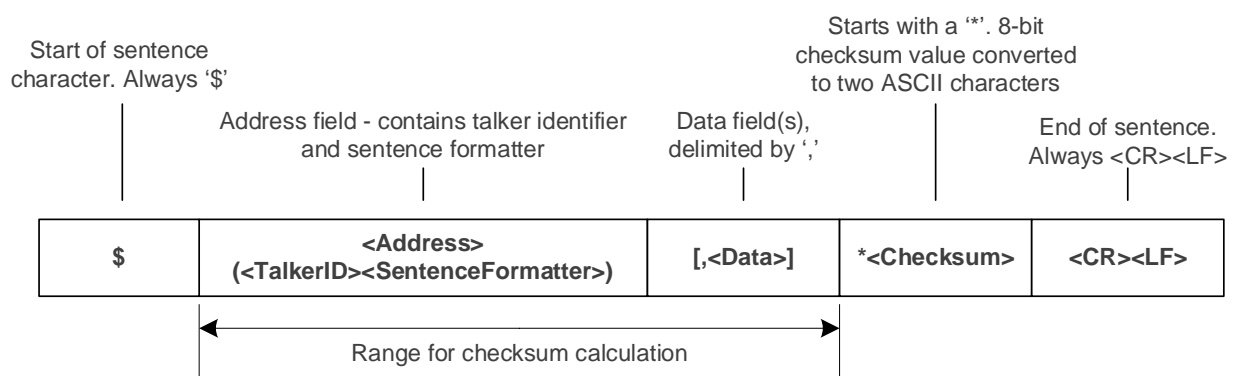 Start of sentence
character. Always ‘$’
Address field - contains talker identifier
and sentence formatter
Data field(s),
delimited by ‘,’
Starts with a ‘*’. 8-bit
checksum value converted
to two ASCII characters
End of sentence.
Always <CR><LF>
$
<Address>
(<TalkerID><SentenceFormatter>)
[,<Data>]
*<Checksum>
<CR><LF>
Range for checksum calculation